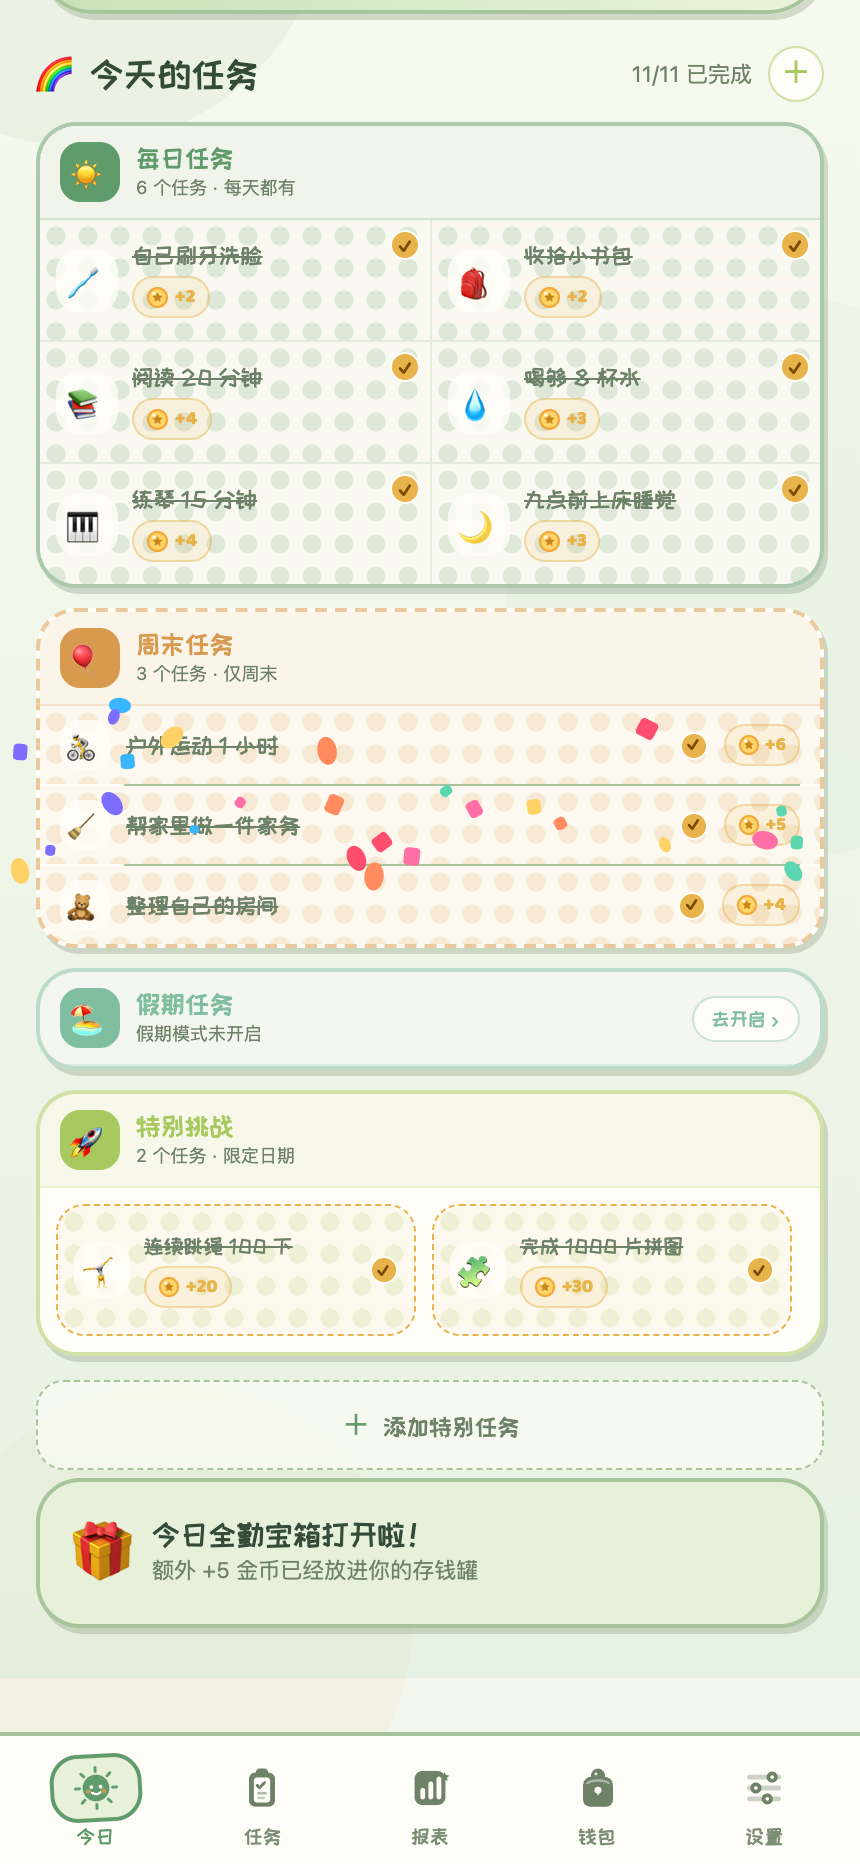 今天的任务
11/11 已完成
每日任务
6 个任务 · 每天都有
自己刷牙洗脸
+2
收拾小书包
+2
阅读 20 分钟
+4
喝够 8 杯水
+3
练琴 15 分钟
+4
九点前上床睡觉
+3
周末任务
3 个任务 · 仅周末
户外运动 1 小时
+6
帮家里做一件家务
+5
整理自己的房间
+4
假期任务
假期模式未开启
去开启 ›
特别挑战
2 个任务 · 限定日期
连续跳绳 100 下
+20
完成 1000 片拼图
+30
+ 添加特别任务
今日全勤宝箱打开啦！
额外 +5 金币已经放进你的存钱罐
今日
任务
报表
钱包
设置